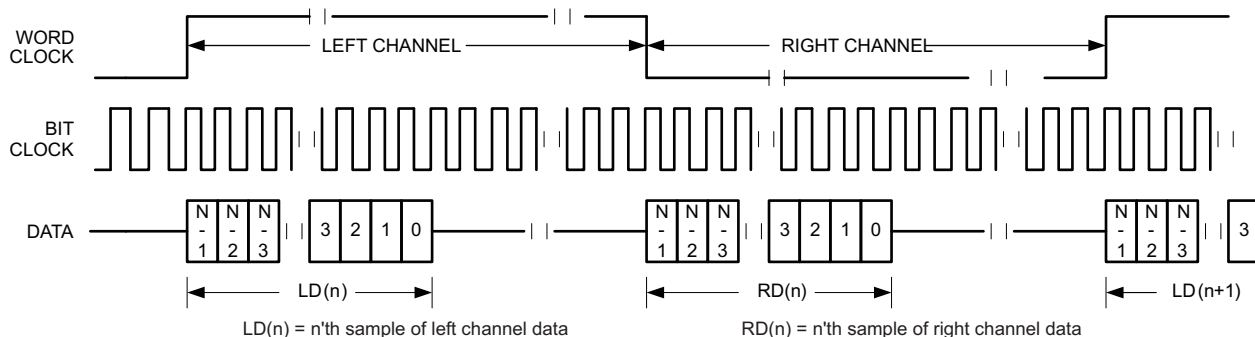 WORD
CLOCK
LEFT CHANNEL
RIGHT CHANNEL
BIT
CLOCK
DATA
N-1 N-2 N-3 3 2 1 0 N-1 N-2 N-3 3 2 1 0 N-1 N-2 N-3 3
LD(n) RD(n) LD(n+1)
LD(n) = n'th sample of left channel data
RD(n) = n'th sample of right channel data